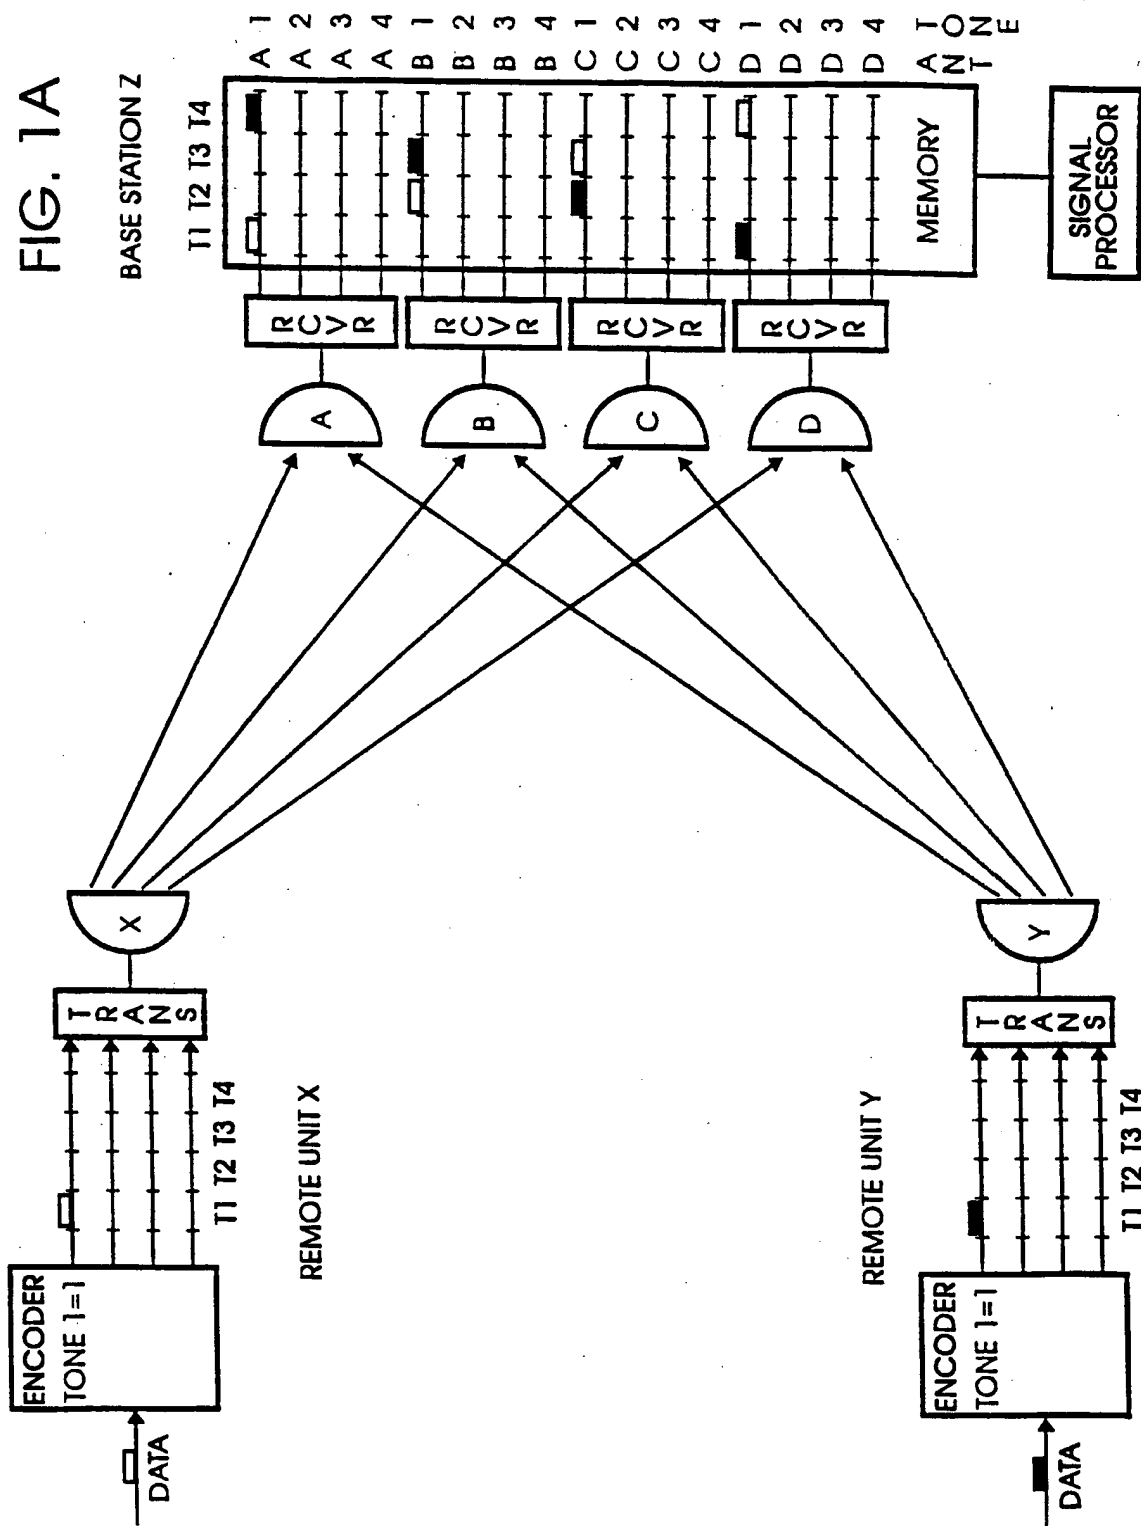 FIG. 1A
BASE STATION Z
T1 T2 T3 T4
A 1
A 2
A 3
A 4
B 1
B 2
B 3
B 4
C 1
C 2
C 3
C 4
D 1
D 2
D 3
D 4
ANT
TONE
MEMORY
SIGNAL
PROCESSOR
RCVR
RCVR
RCVR
RCVR
A
B
C
D
X
Y
TRANS
TRANS
T1 T2 T3 T4
REMOTE UNIT X
ENCODER
TONE 1=1
DATA
T1 T2 T3 T4
REMOTE UNIT Y
ENCODER
TONE 1=1
DATA